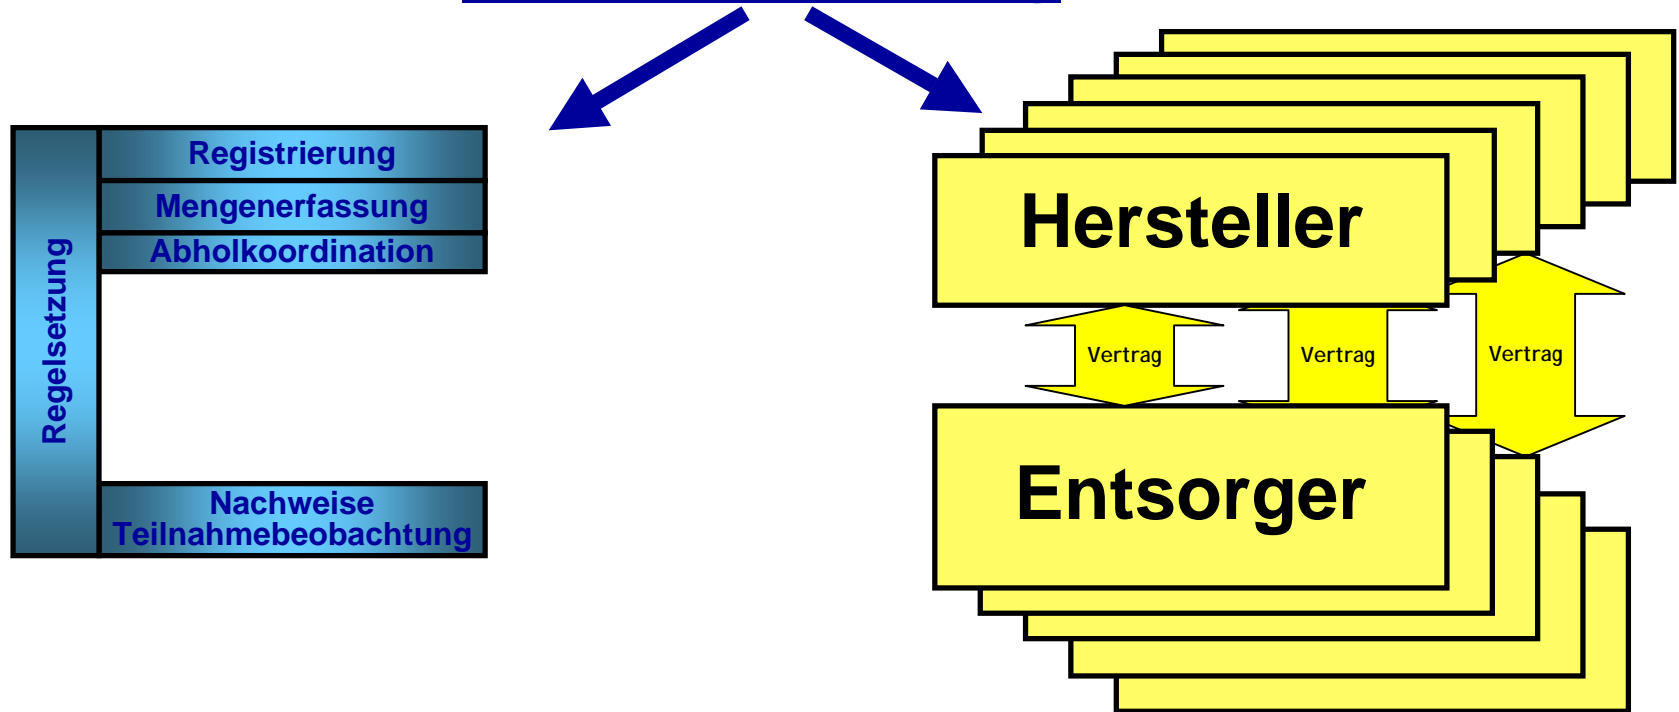 Registrierung
Mengenerfassung
Abholkoordination
Regelsetzung
Nachweise
Teilnahmebeobachtung
Hersteller
Vertrag
Vertrag
Vertrag
Entsorger